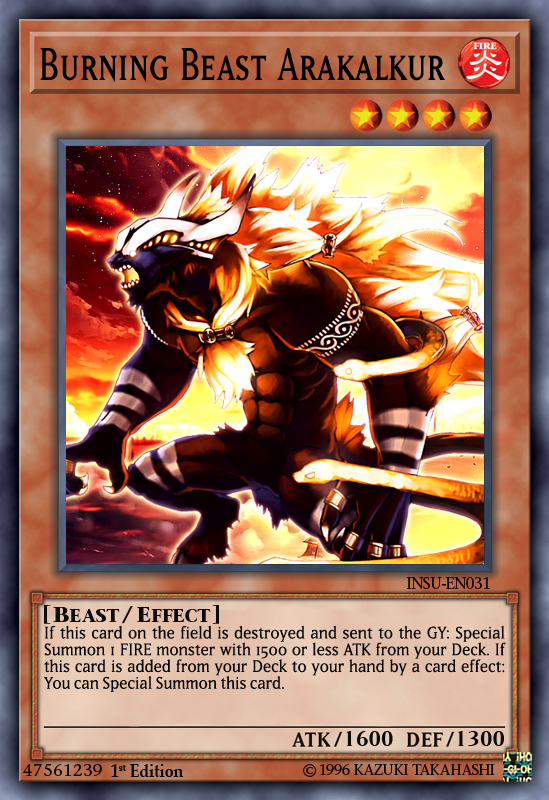 BURNING BEAST ARAKALKUR
FIRE
炎
INSU-EN031
[BEAST / EFFECT]
If this card on the field is destroyed and sent to the GY: Special
Summon 1 FIRE monster with 1500 or less ATK from your Deck. If
this card is added from your Deck to your hand by a card effect:
You can Special Summon this card.
ATK/1600 DEF/1300
47561239 1st Edition © 1996 KAZUKI TAKAHASHI